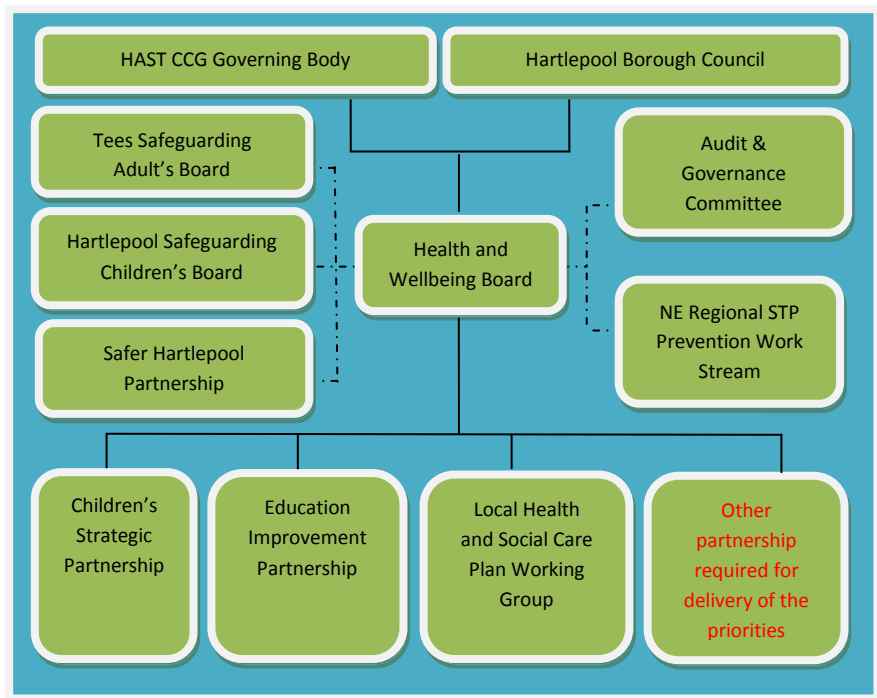 HAST CCG Governing Body
Hartlepool Borough Council
Tees Safeguarding
Adult's Board
Audit &
Governance
Committee
Hartlepool Safeguarding
Children's Board
Health and
Wellbeing Board
Safer Hartlepool
Partnership
NE Regional STP
Prevention Work
Stream
Children's
Strategic
Partnership
Education
Improvement
Partnership
Local Health
and Social Care
Plan Working
Group
Other
partnership
required for
delivery of the
priorities